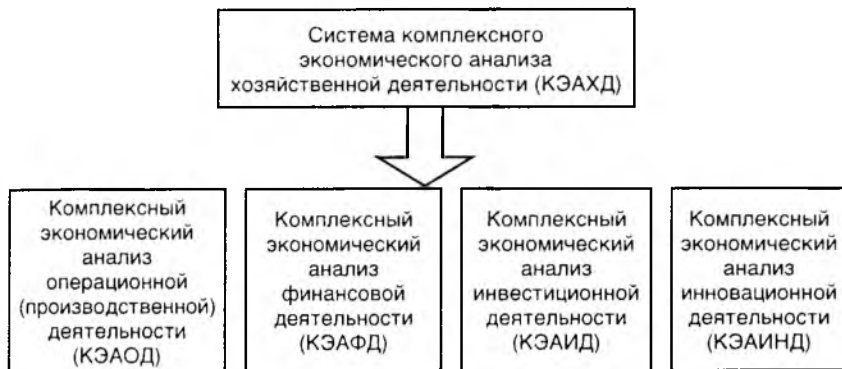 Система комплексного
экономического анализа
хозяйственной деятельности (КЭАХД)
Комплексный
экономический
анализ
операционной
(производственной)
деятельности
(КЭАОД)
Комплексный
экономический
анализ
финансовой
деятельности
(КЭАФД)
Комплексный
экономический
анализ
инвестиционной
деятельности
(КЭАИД)
Комплексный
экономический
анализ
инновационной
деятельности
(КЭАИНД)